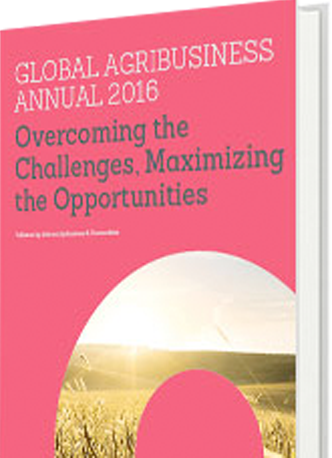 GLOBAL AGRIBUSINESS
ANNUAL 2016
Overcoming the
Challenges, Maximizing
the Opportunities